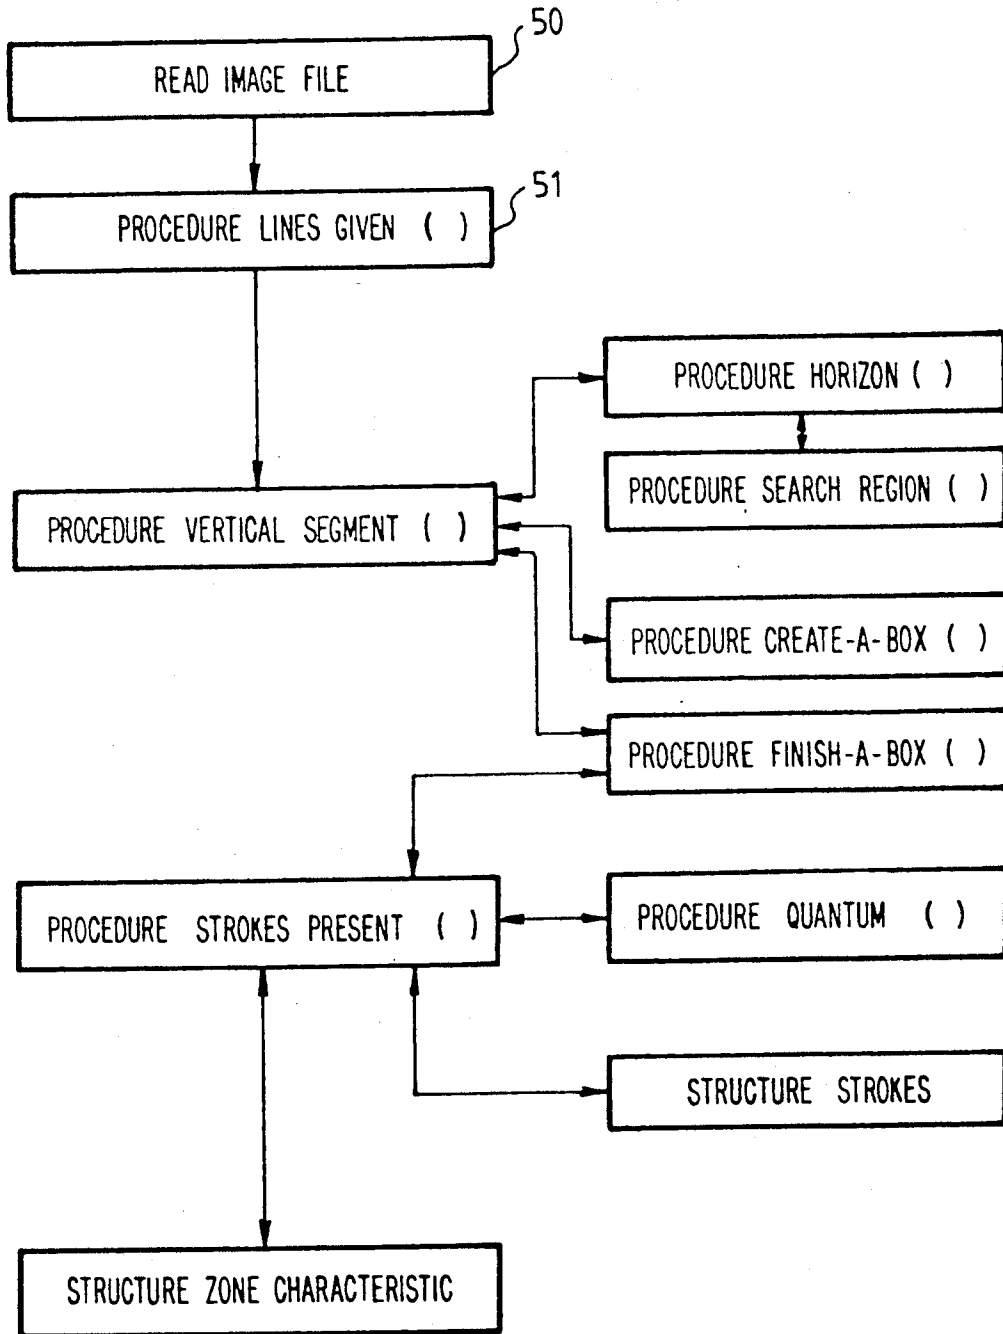 50
READ IMAGE FILE
51
PROCEDURE LINES GIVEN ( )
PROCEDURE HORIZON ( )
PROCEDURE SEARCH REGION ( )
PROCEDURE VERTICAL SEGMENT ( )
PROCEDURE CREATE-A-BOX ( )
PROCEDURE FINISH-A-BOX ( )
PROCEDURE STROKES PRESENT ( )
PROCEDURE QUANTUM ( )
STRUCTURE STROKES
STRUCTURE ZONE CHARACTERISTIC